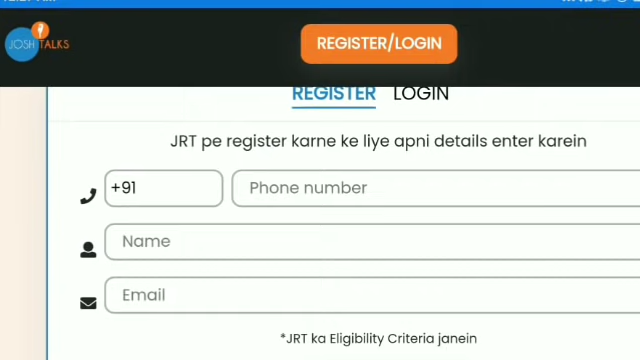 JOSH TALKS
REGISTER/LOGIN
REGISTER LOGIN
JRT pe register karne ke liye apni details enter karein
+91 Phone number
Name
Email
*JRT ka Eligibility Criteria janein